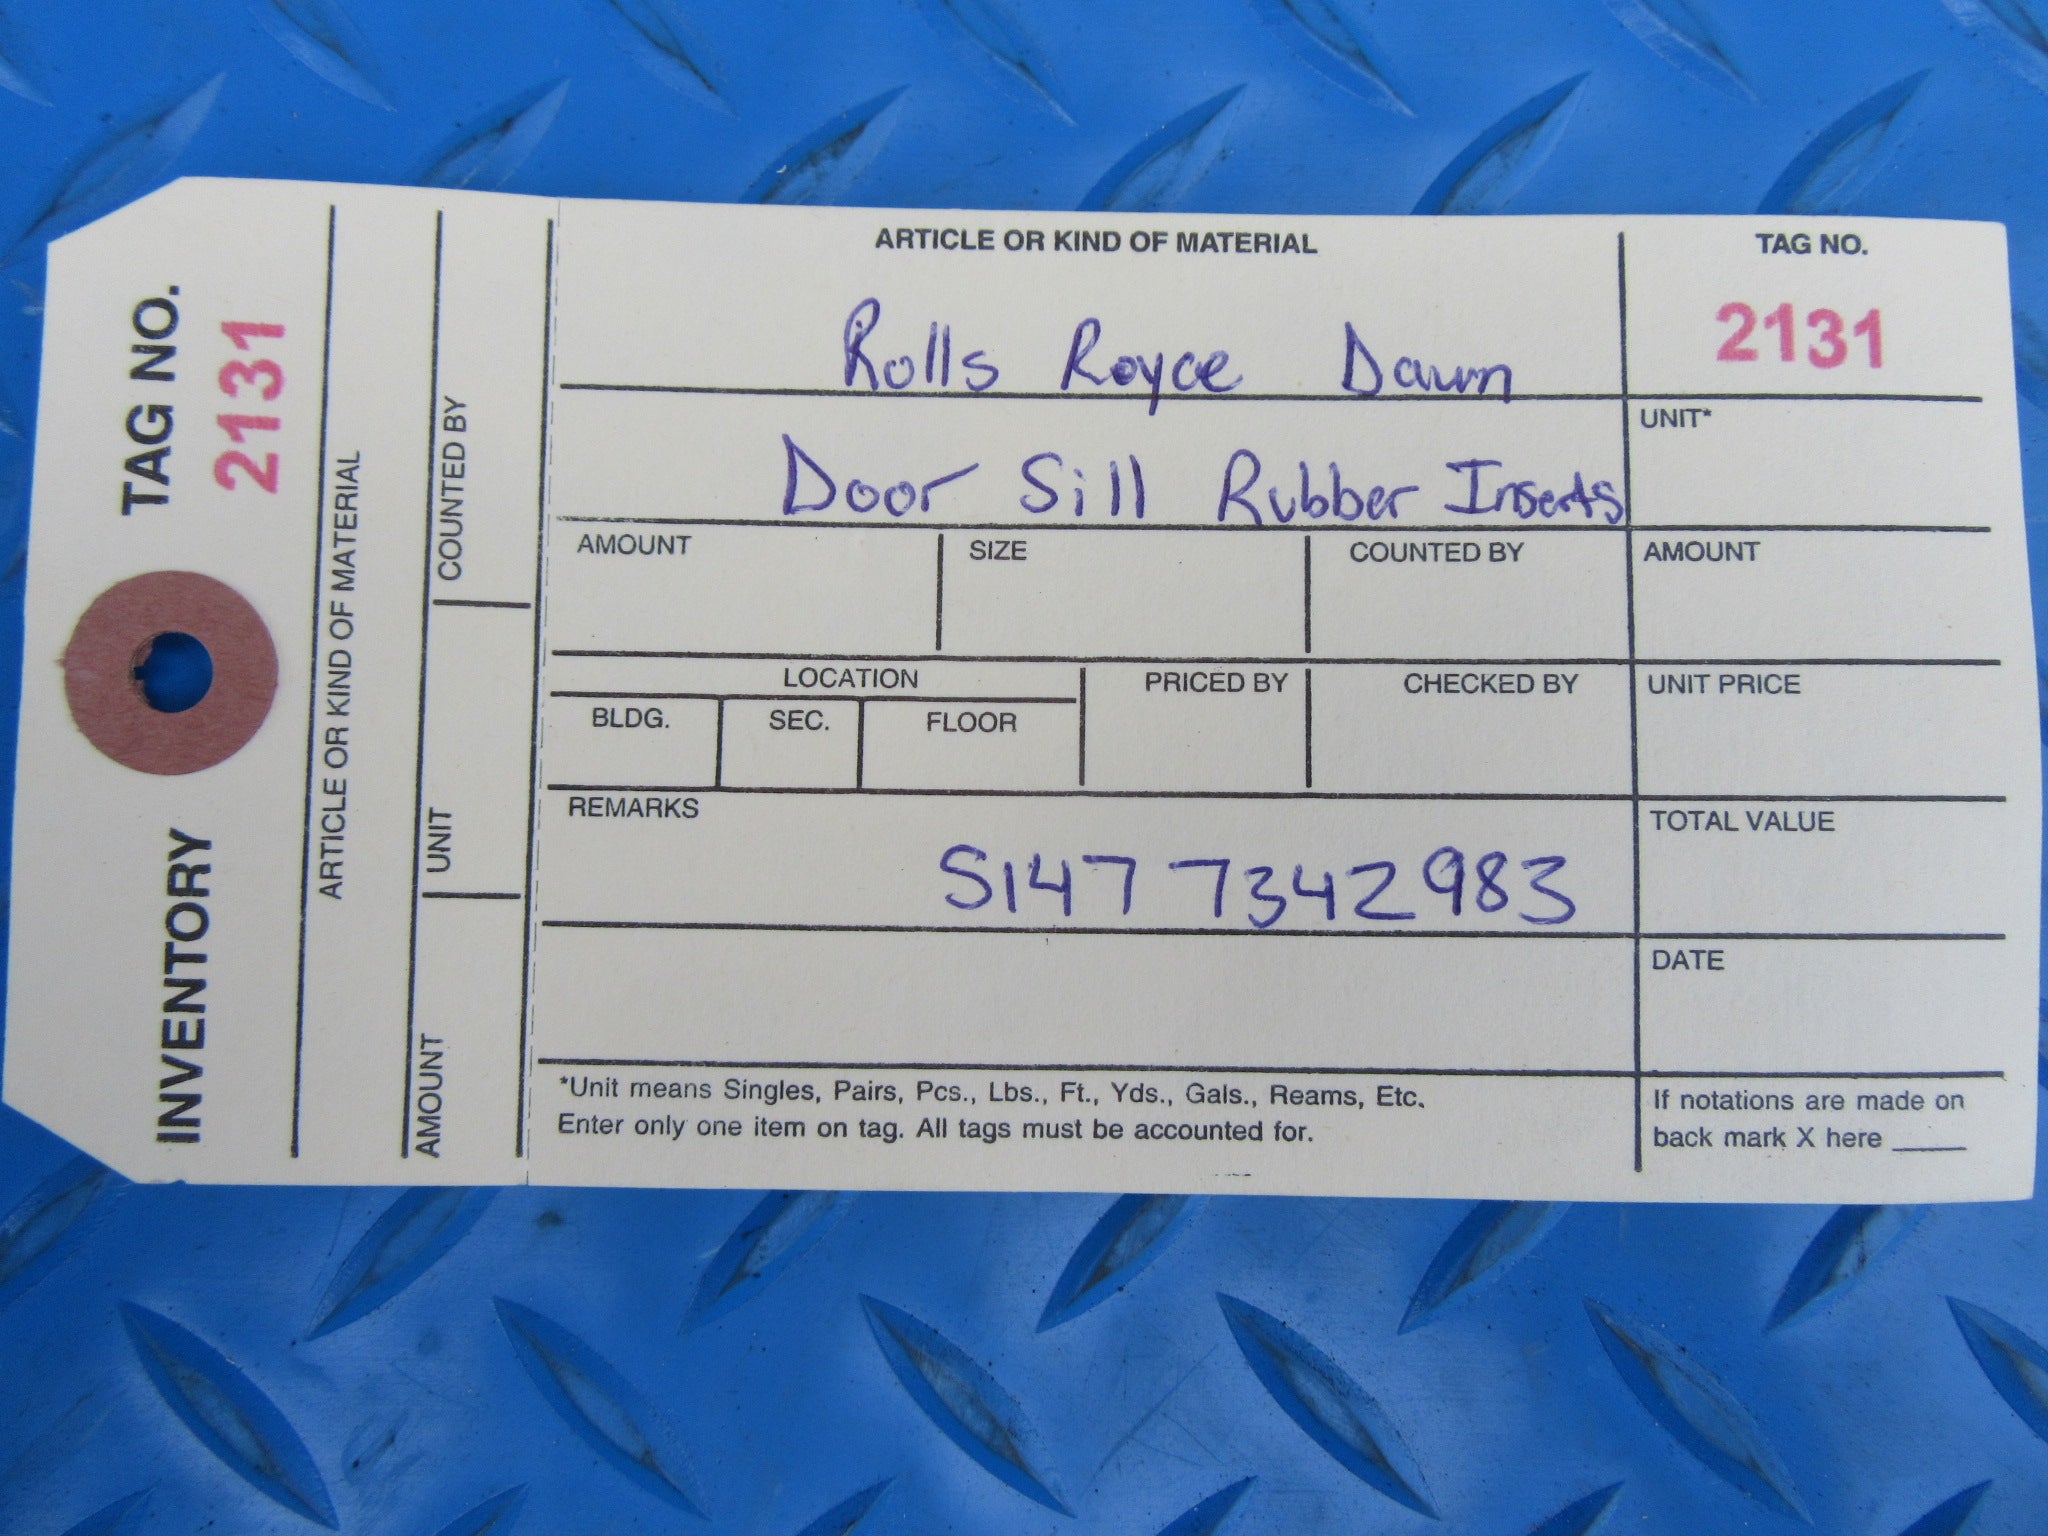 INVENTORY TAG NO.
2131
ARTICLE OR KIND OF MATERIAL
AMOUNT UNIT COUNTED BY
ARTICLE OR KIND OF MATERIAL
Rolls Royce Dawn
Door Sill Rubber Inserts
TAG NO.
2131
UNIT*
AMOUNT SIZE COUNTED BY AMOUNT
LOCATION PRICED BY CHECKED BY UNIT PRICE
BLDG. SEC. FLOOR
REMARKS TOTAL VALUE
5147 7342983
DATE
*Unit means Singles, Pairs, Pcs., Lbs., Ft., Yds., Gals., Reams, Etc.
Enter only one item on tag. All tags must be accounted for.
If notations are made on
back mark X here _____